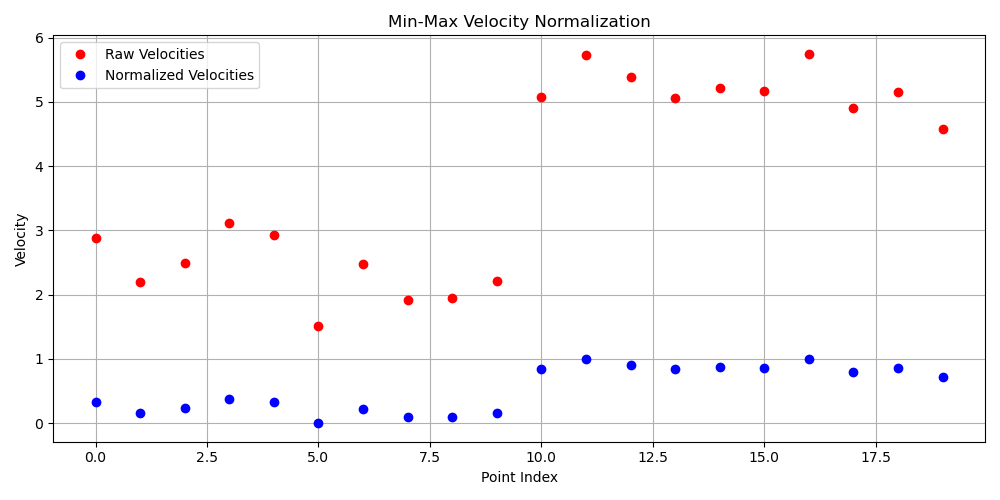 Min-Max Velocity Normalization
Raw Velocities
Normalized Velocities
6
5
4
3
2
1
0
Velocity
0.0 2.5 5.0 7.5 10.0 12.5 15.0 17.5
Point Index